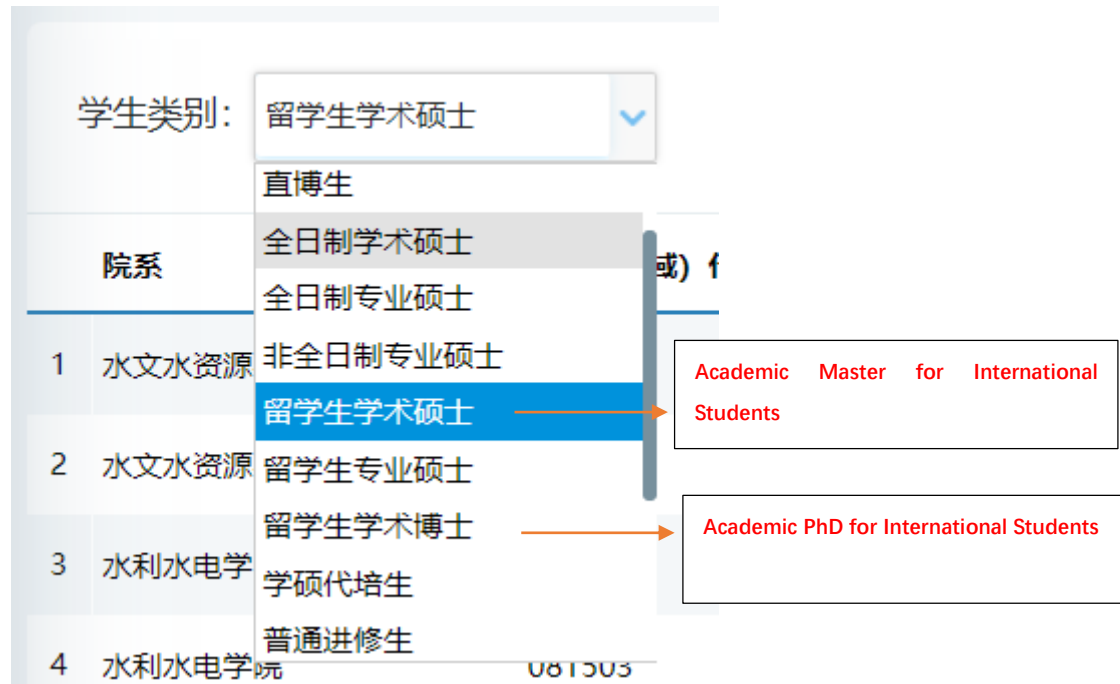 学生类别：
留学生学术硕士
直博生
全日制学术硕士
院系
域）
全日制专业硕士
非全日制专业硕士
1 水文水资源
Academic Master for International
Students
留学生学术硕士
2 水文水资源
留学生专业硕士
留学生学术博士
Academic PhD for International Students
3 水利水电学
学硕代培生
普通进修生
4 水利水电学院
081503